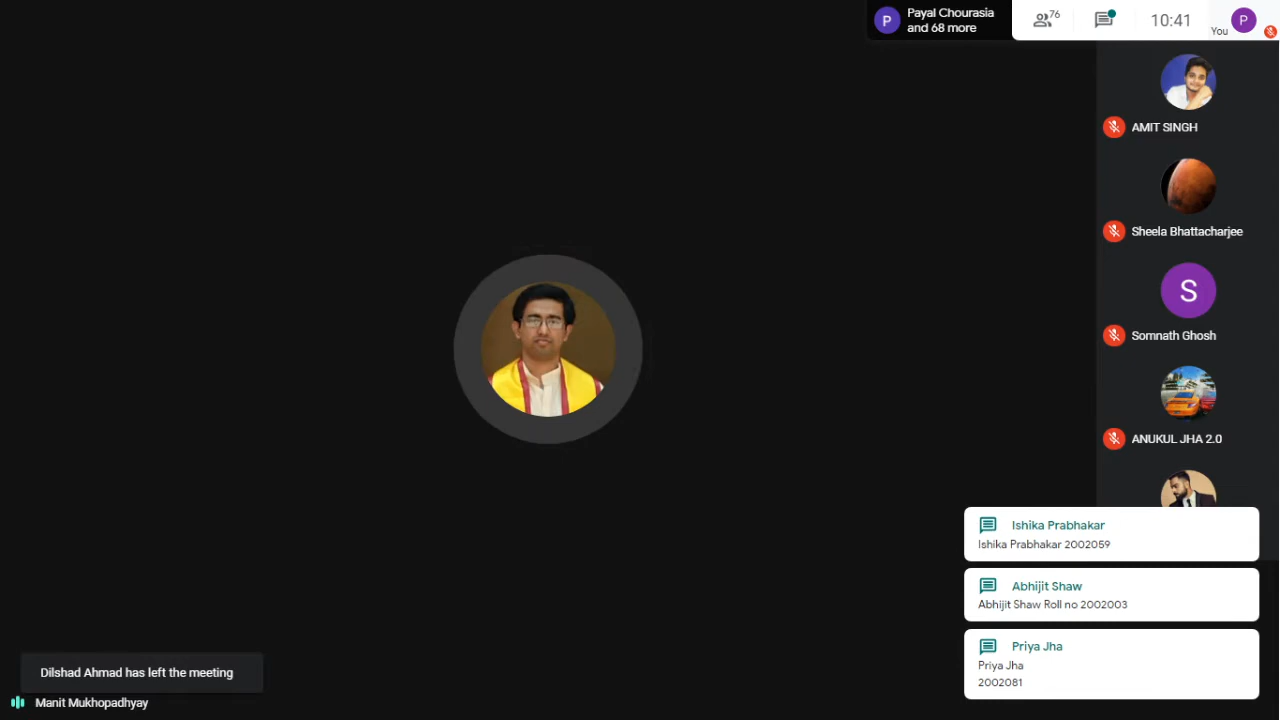 P
Payal Chourasia
and 68 more
76
10:41
You
P
AMIT SINGH
Sheela Bhattacharjee
S
Somnath Ghosh
ANUKUL JHA 2.0
Ishika Prabhakar
Ishika Prabhakar 2002059
Abhijit Shaw
Abhijit Shaw Roll no 2002003
Priya Jha
Priya Jha
2002081
Dilshad Ahmad has left the meeting
Manit Mukhopadhyay